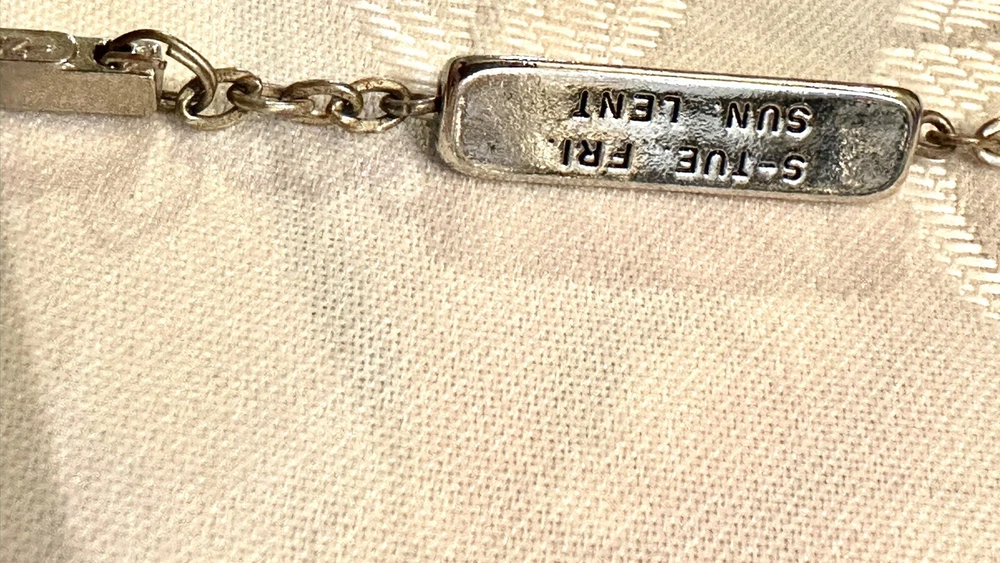 S-TUE. FRI.
SUN. LENT